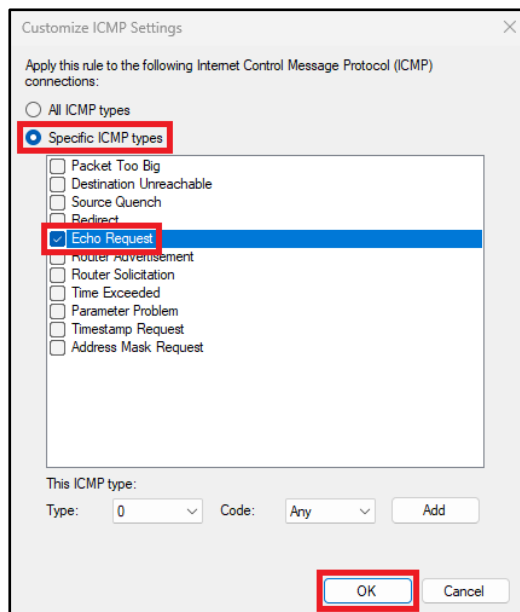 Customize ICMP Settings
Apply this rule to the following Internet Control Message Protocol (ICMP)
connections:
All ICMP types
Specific ICMP types
Packet Too Big
Destination Unreachable
Source Quench
Redirect
Echo Request
Router Advertisement
Router Solicitation
Time Exceeded
Parameter Problem
Timestamp Request
Address Mask Request
This ICMP type:
Type: 0 Code: Any Add
OK Cancel